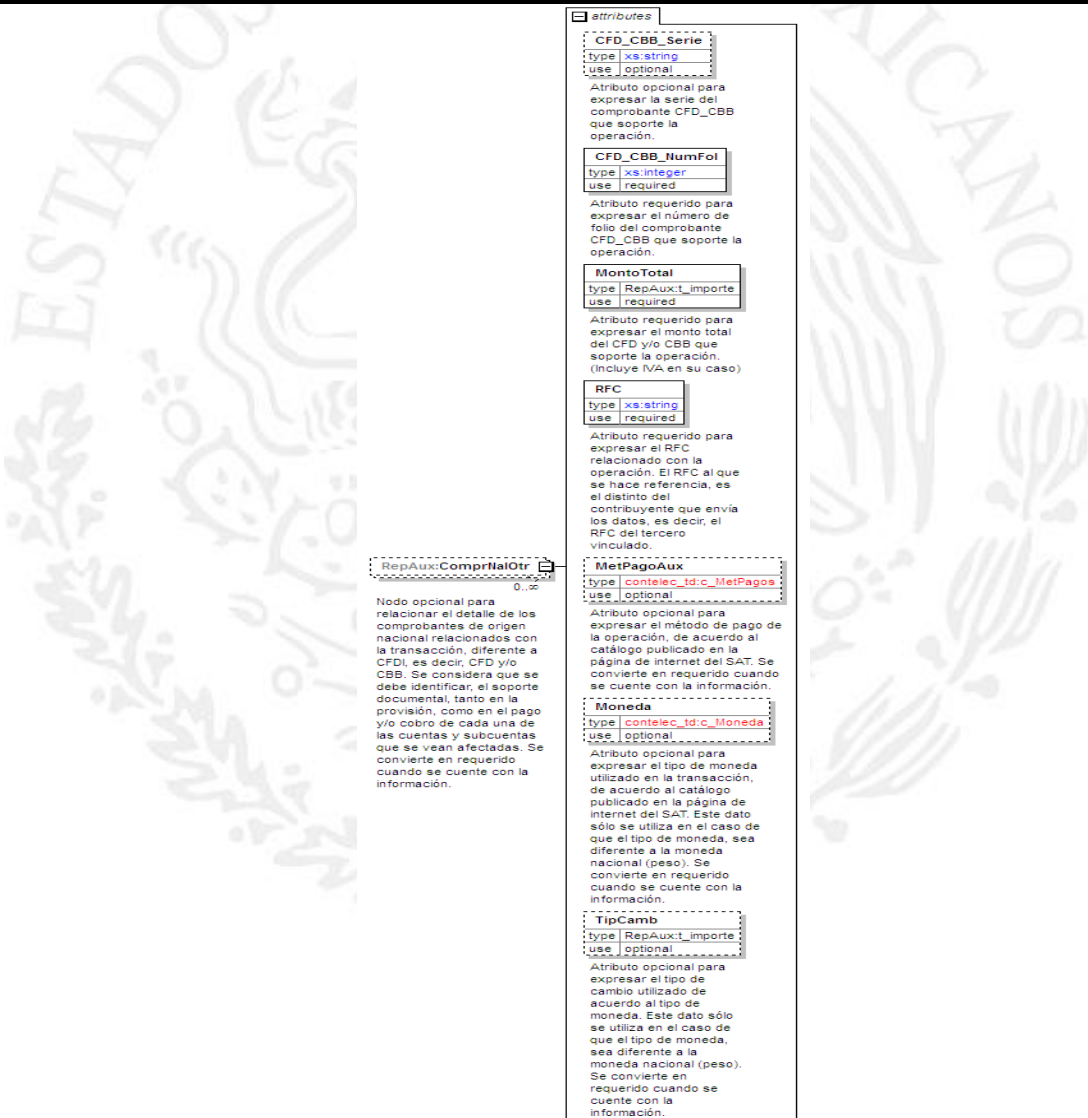 ESTADOS
XICANOS
attributes
CFD_CBB_Serie
type xs:string
use optional
Atributo opcional para
expresar la serie del
comprobante CFD_CBB
que soporte la
operación.
CFD_CBB_NumFol
type xs:integer
use required
Atributo requerido para
expresar el número de
folio del comprobante
CFD_CBB que soporte la
operación.
MontoTotal
type RepAux:t_importe
use required
Atributo requerido para
expresar el monto total
del CFD y/o CBB que
soporte la operación.
(Incluye IVA en su caso)
RFC
type xs:string
use required
Atributo requerido para
expresar el RFC
relacionado con la
operación. El RFC al que
se hace referencia, es
el distinto del
contribuyente que envía
los datos, es decir, el
RFC del tercero
vinculado.
RepAux:ComprNalOtr
0..∞
Nodo opcional para
relacionar el detalle de los
comprobantes de origen
nacional relacionados con
la transacción, diferente a
CFDI, es decir, CFD y/o
CBB. Se considera que se
debe identificar, el soporte
documental, tanto en la
provisión, como en el pago
y/o cobro de cada una de
las cuentas y subcuentas
que se vean afectadas. Se
convierte en requerido
cuando se cuente con la
información.
MetPagoAux
type contelec_td:c_MetPagos
use optional
Atributo opcional para
expresar el método de pago de
la operación, de acuerdo al
catálogo publicado en la
página de internet del SAT. Se
convierte en requerido cuando
se cuente con la información.
Moneda
type contelec_td:c_Moneda
use optional
Atributo opcional para
expresar el tipo de moneda
utilizado en la transacción,
de acuerdo al catálogo
publicado en la página de
internet del SAT. Este dato
sólo se utiliza en el caso de
que el tipo de moneda, sea
diferente a la moneda
nacional (peso). Se
convierte en requerido
cuando se cuente con la
información.
TipCamb
type RepAux:t_importe
use optional
Atributo opcional para
expresar el tipo de
cambio utilizado de
acuerdo al tipo de
moneda. Este dato sólo
se utiliza en el caso de
que el tipo de moneda,
sea diferente a la
moneda nacional (peso).
Se convierte en
requerido cuando se
cuente con la
información.